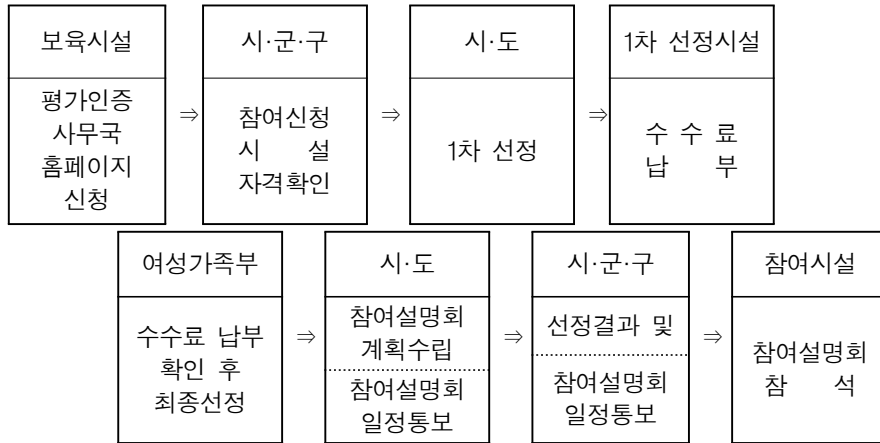 보육시설
평가인증
사무국
홈페이지
신청
⇒
시·군·구
참여신청
시 설
자격확인
⇒
시·도
1차 선정
⇒
1차 선정시설
수 수 료
납 부
여성가족부
수수료 납부
확인 후
최종선정
⇒
시·도
참여설명회
계획수립
참여설명회
일정통보
⇒
시·군·구
선정결과 및
참여설명회
일정통보
⇒
참여시설
참여설명회
참 석